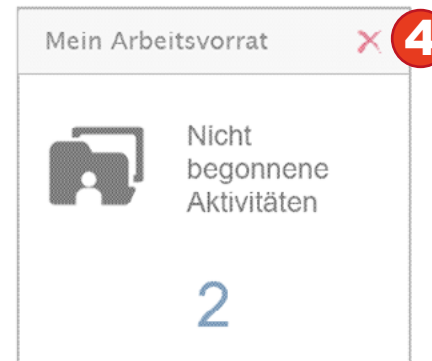 Mein Arbeitsvorrat
4
Nicht
begonnene
Aktivitäten
2